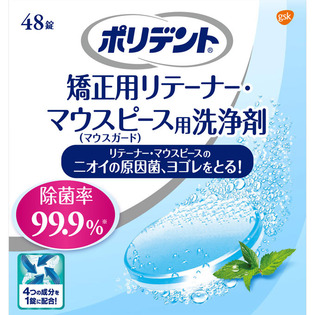 48錠
ポリデント®
gsk
矯正用リテーナー・
マウスピース用洗浄剤
(マウスガード)
リテーナー・マウスピースの
ニオイの原因菌、ヨゴレをとる！
除菌率
99.9%※
4つの成分を
1錠に配合！